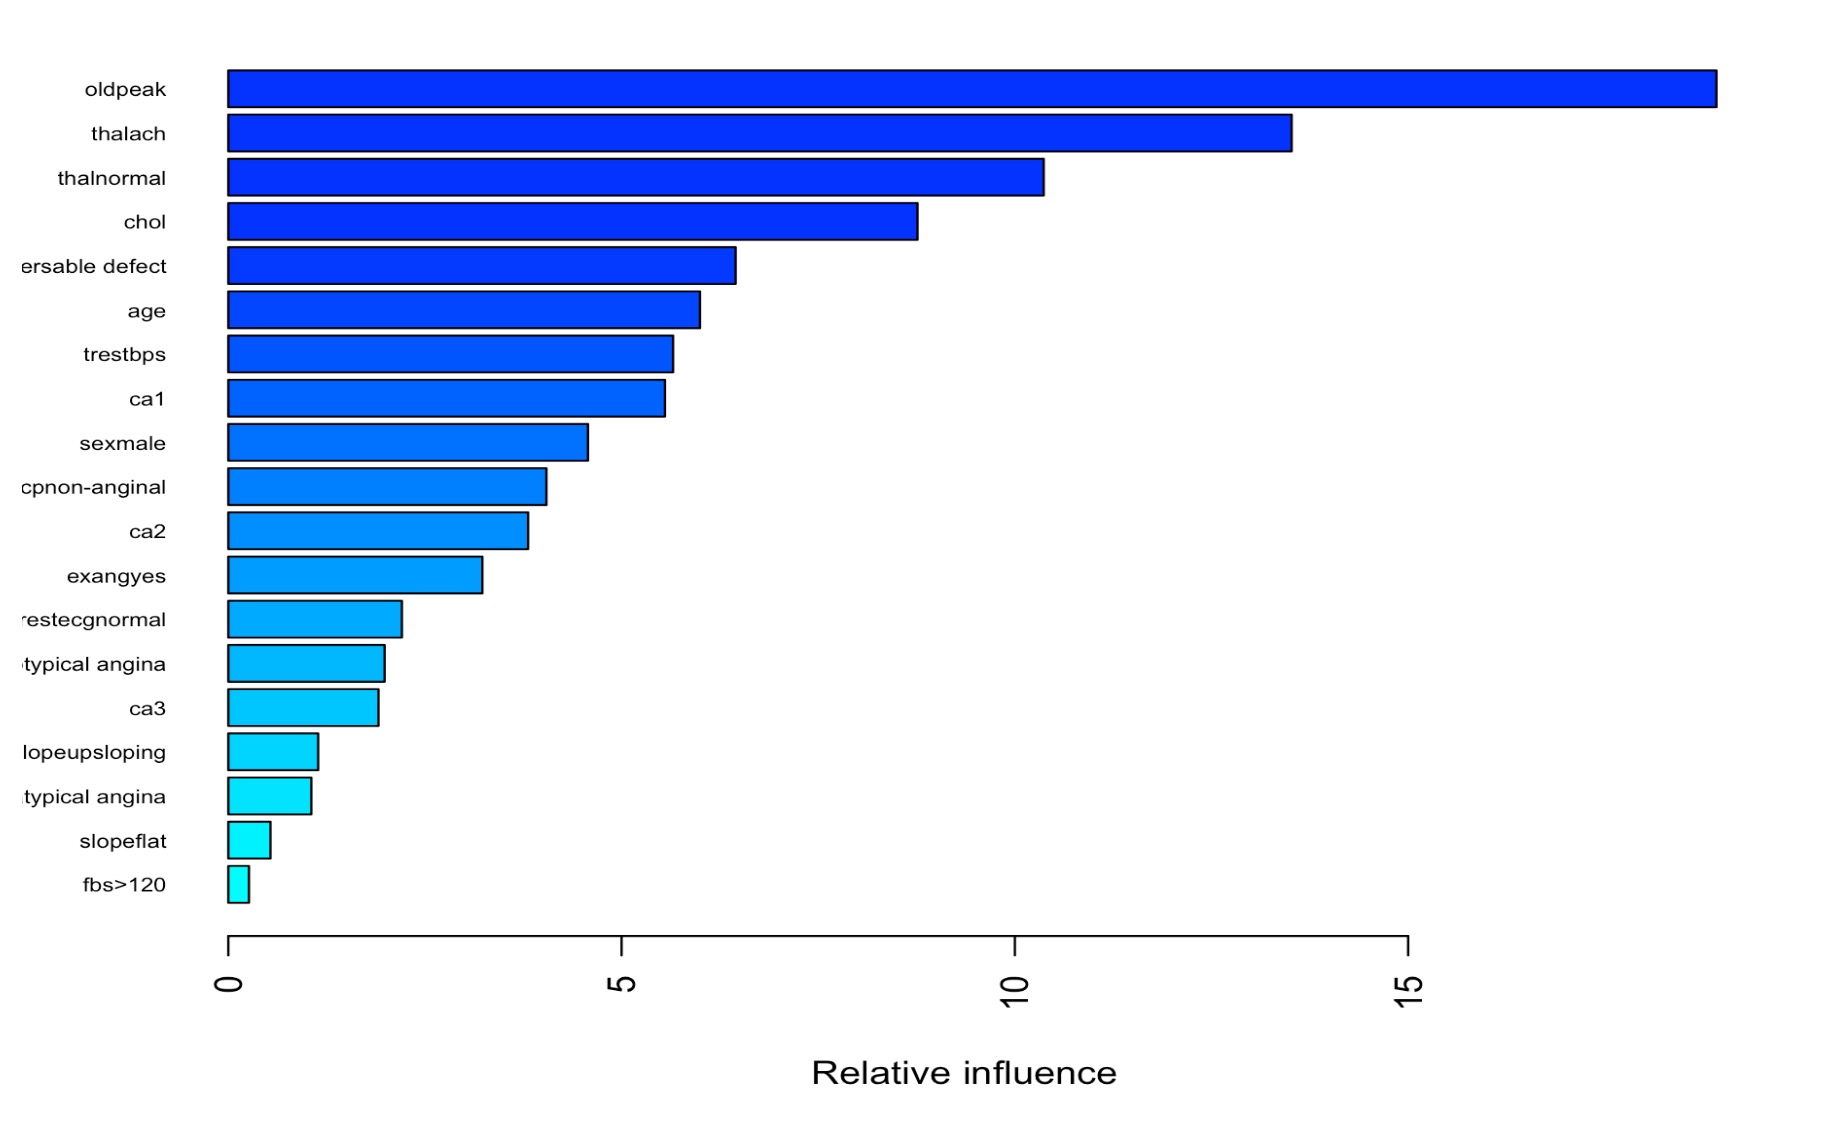 oldpeak
thalach
thalnormal
chol
ersable defect
age
trestbps
ca1
sexmale
cpnon-anginal
ca2
exangyes
restecgnormal
typical angina
ca3
lopeupsloping
typical angina
slopeflat
fbs>120
0 5 10 15
Relative influence